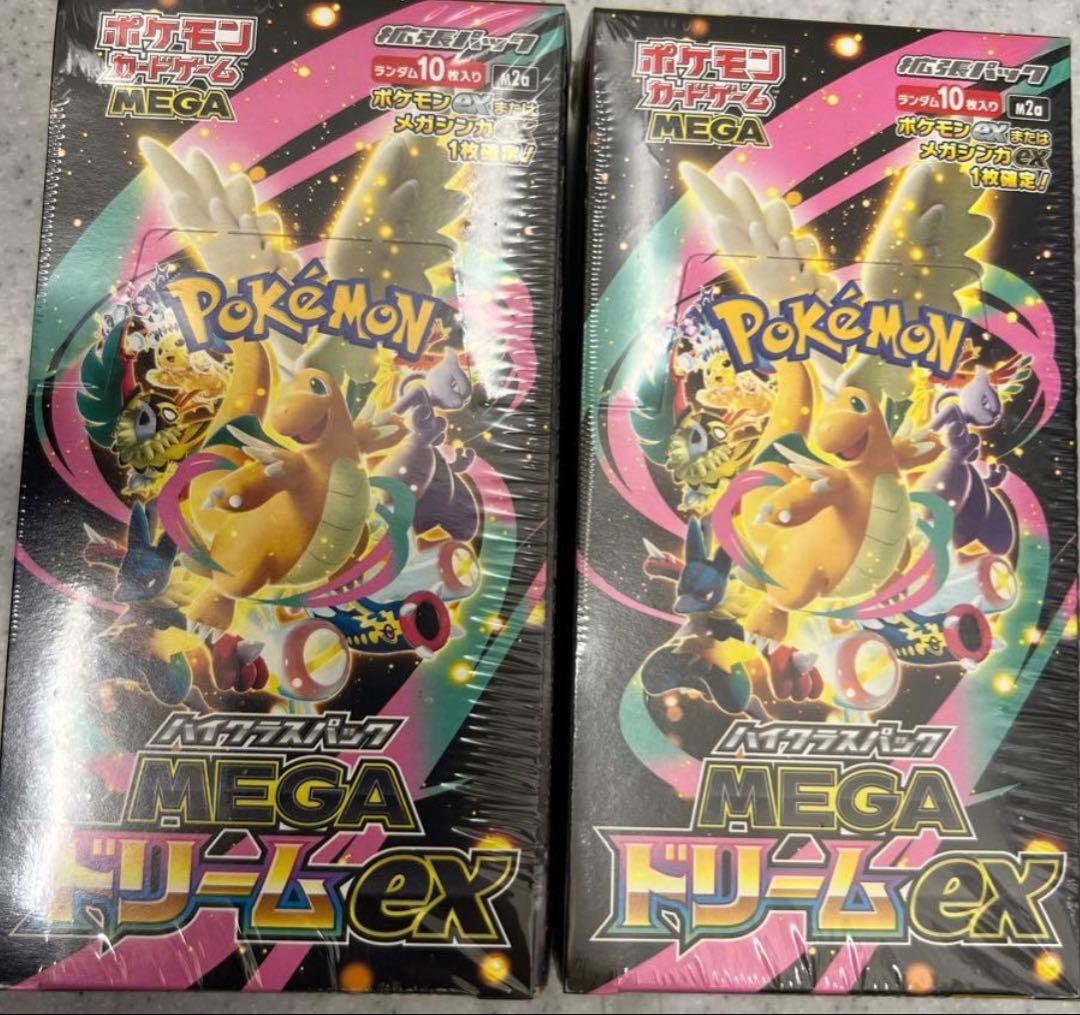 ポケモン
カードゲーム
MEGA
拡張パック
ランダム10枚入り M2a
ポケモンexまたは
メガシンカex
1枚確定!
POKéMON
ハイクラスパック
MEGA
ドリームex
ポケモン
カードゲーム
MEGA
拡張パック
ランダム10枚入り M2a
ポケモンexまたは
メガシンカex
1枚確定!
POKéMON
ハイクラスパック
MEGA
ドリームex